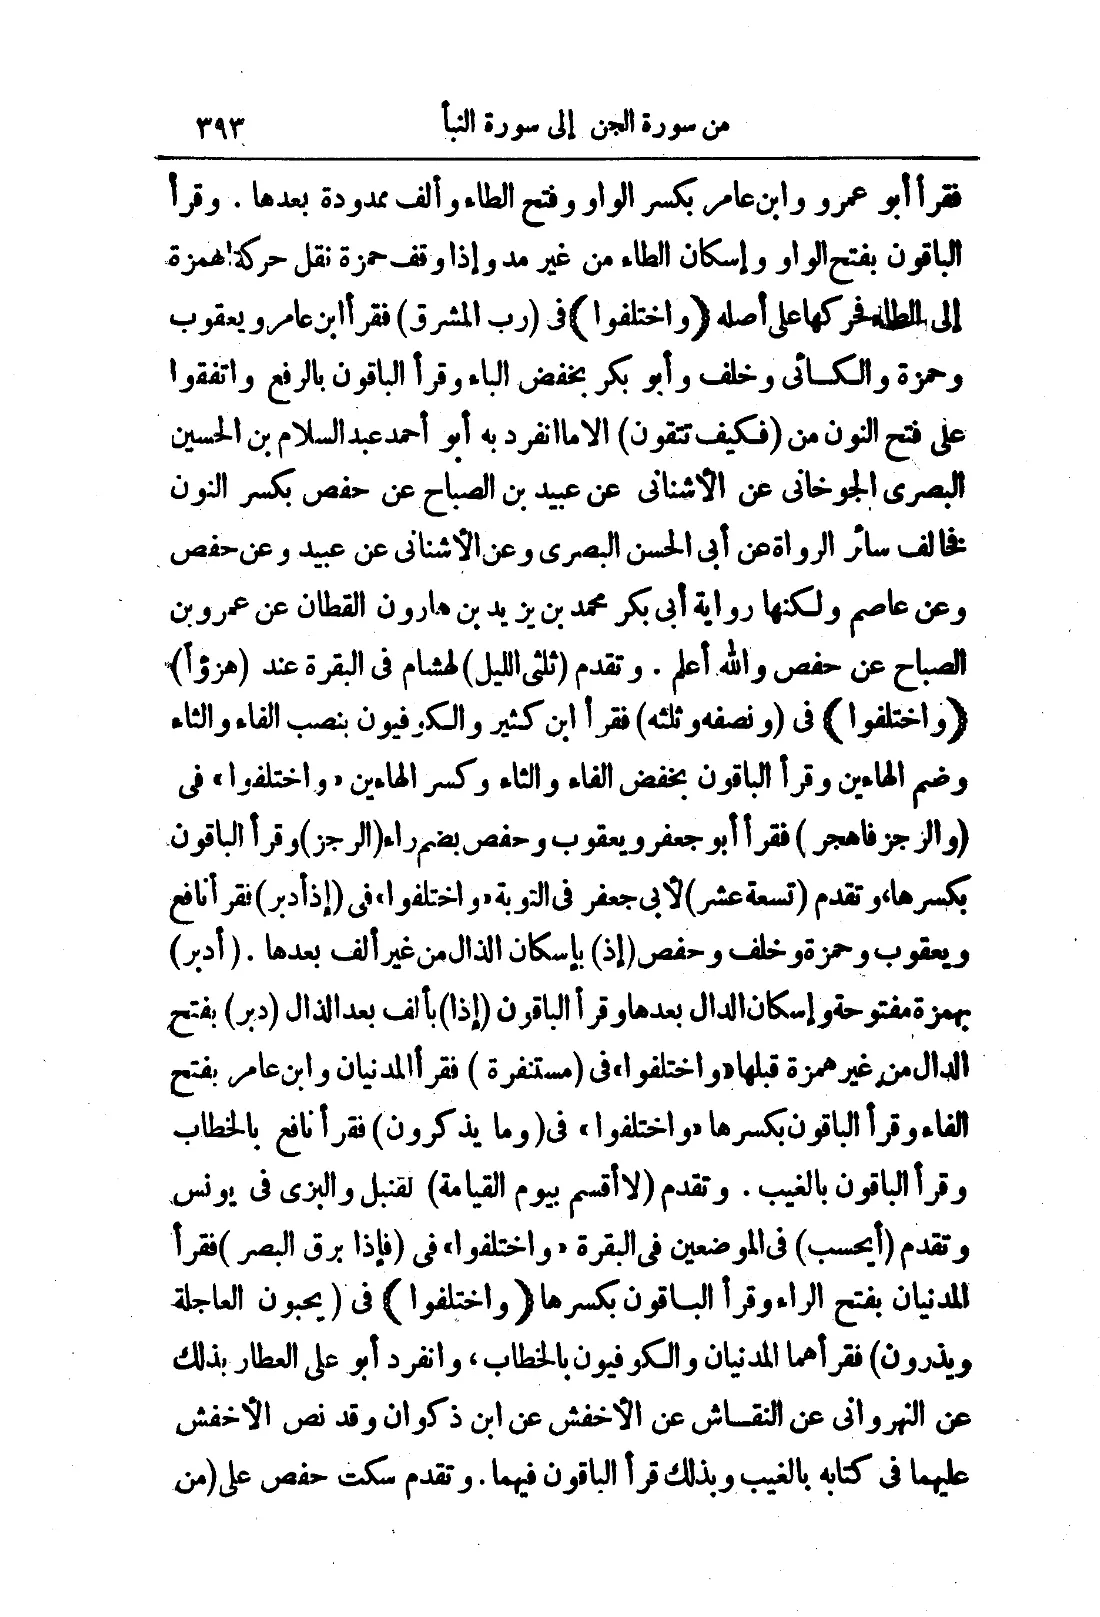 من سورة الجن إلى سورة النبأ ٣٩٣
فقرأ أبو عمرو وابن عامر بكسر الواو وفتح الطاء وألف ممدودة بعدها . وقرأ
الباقون بفتح الواو وإسكان الطاء من غير مد وإذا وقف حمزة نقل حركة الهمزة
إلى الطاء فحركها على أصله (واختلفوا) فى (رب المشرق) فقرأ ابن عامر ويعقوب
وحمزة والكسائى وخلف وأبو بكر بخفض الباء وقرأ الباقون بالرفع واتفقوا
على فتح النون من (فكيف تتقون) الا ما انفرد به أبو أحمد عبد السلام بن الحسين
البصرى الجوخانى عن الأشنانى عن عبيد بن الصباح عن حفص بكسر النون
فخالف سائر الرواة عن أبى الحسن البصرى وعن الأشنانى عن عبيد وعن حفص
وعن عاصم ولكنها رواية أبى بكر محمد بن يزيد بن هارون القطان عن عمرو بن
الصباح عن حفص والله أعلم . وتقدم (ثلثى الليل) لهشام فى البقرة عند (هزؤاً)
(واختلفوا) فى (ونصفه وثلثه) فقرأ ابن كثير والكوفيون بنصب الفاء والثاء
وضم الهاءين وقرأ الباقون بخفض الفاء والثاء وكسر الهاءين «واختلفوا» فى
(والرجز فاهجر) فقرأ أبو جعفر ويعقوب وحفص بضم راء (الرجز) وقرأ الباقون
بكسرها، وتقدم (تسعة عشر) لأبى جعفر فى التوبة «واختلفوا» فى (إذ أدبر) فقرأ نافع
ويعقوب وحمزة وخلف وحفص (إذ) بإسكان الذال من غير ألف بعدها . (أدبر)
بهمزة مفتوحة وإسكان الدال بعدها وقرأ الباقون (إذا) بألف بعد الذال (دبر) بفتح
الدال من غير همزة قبلها «واختلفوا» فى (مستنفرة) فقرأ المدنيان وابن عامر بفتح
الفاء وقرأ الباقون بكسرها «واختلفوا» فى (وما يذكرون) فقرأ نافع بالخطاب
وقرأ الباقون بالغيب . وتقدم (لا أقسم بيوم القيامة) لقنبل والبزى فى يونس
وتقدم (أيحسب) فى الموضعين فى البقرة «واختلفوا» فى (فإذا برق البصر) فقرأ
المدنيان بفتح الراء وقرأ الباقون بكسرها (واختلفوا) فى (يحبون العاجلة
ويذرون) فقرأهما المدنيان والكوفيون بالخطاب، وانفرد أبو على العطار بذلك
عن النهروانى عن النقاش عن الأخفش عن ابن ذكوان وقد نص الأخفش
عليهما فى كتابه بالغيب وبذلك قرأ الباقون فيهما . وتقدم سكت حفص على (من